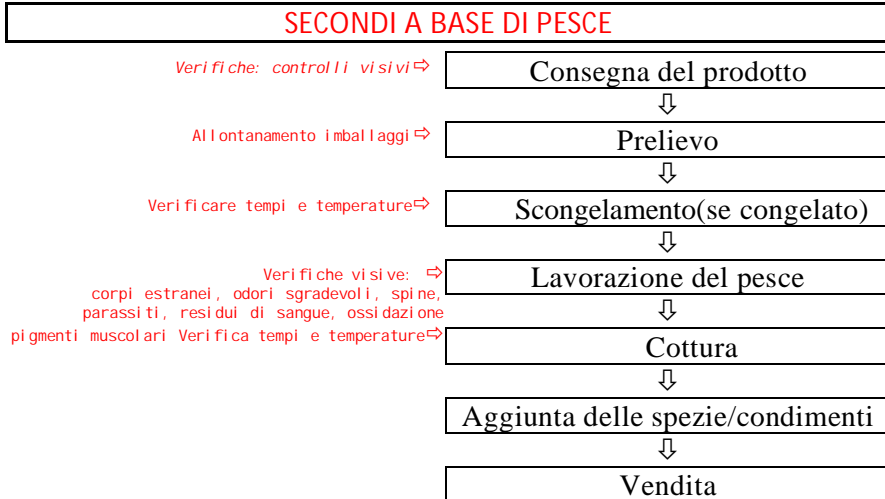 SECONDI A BASE DI PESCE
Verifiche: controlli visivi⇨
Consegna del prodotto
⇩
Allontanamento imballaggi⇨
Prelievo
⇩
Verificare tempi e temperature⇨
Scongelamento(se congelato)
⇩
Verifiche visive: ⇨
corpi estranei, odori sgradevoli, spine,
parassiti, residui di sangue, ossidazione
Lavorazione del pesce
⇩
pigmenti muscolari Verifica tempi e temperature⇨
Cottura
⇩
Aggiunta delle spezie/condimenti
⇩
Vendita